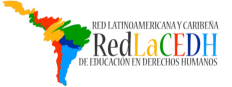 RED LATINOAMERICANA Y CARIBEÑA
RedLaCEDH
DE EDUCACIÓN EN DERECHOS HUMANOS